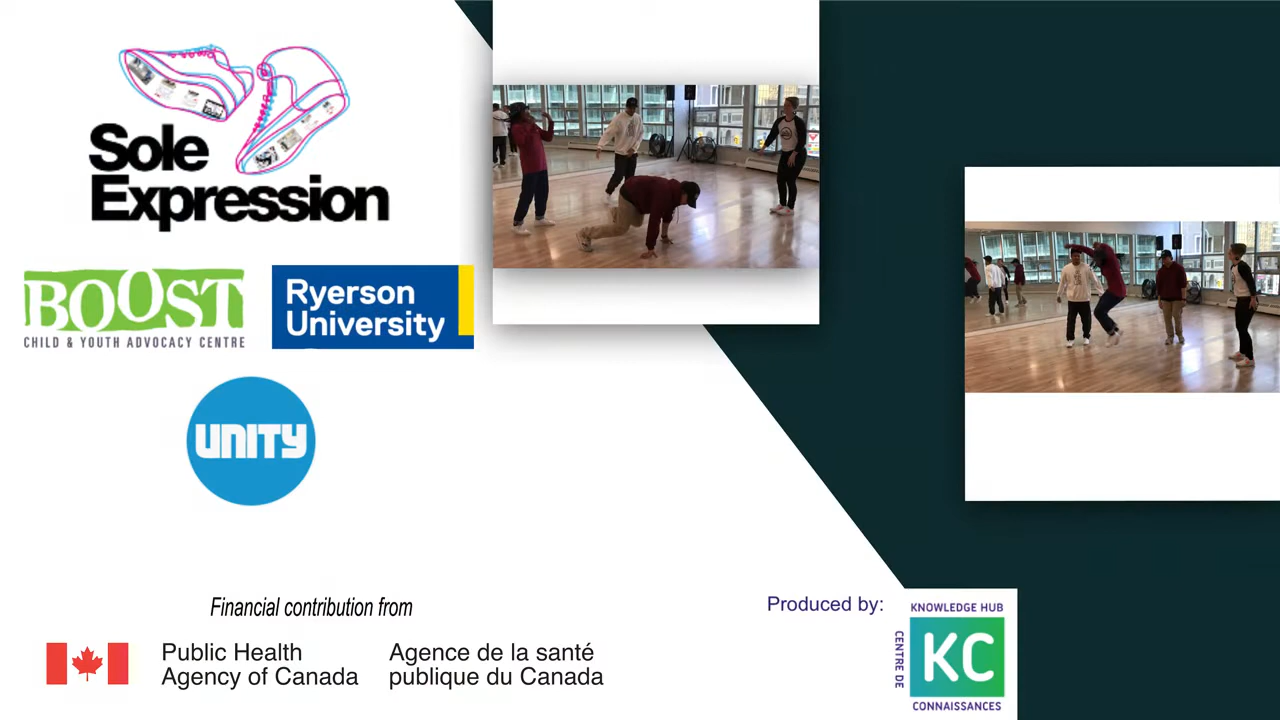 Sole
Expression
BOOST
CHILD & YOUTH ADVOCACY CENTRE
Ryerson
University
UNITY
Financial contribution from
Public Health
Agency of Canada
Agence de la santé
publique du Canada
Produced by:
KNOWLEDGE HUB
CENTRE DE
KC
CONNAISSANCES